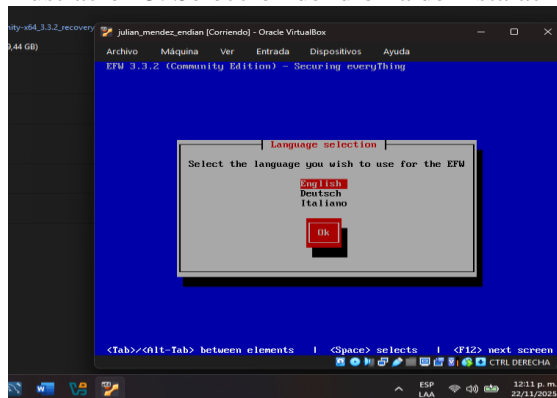 nity-x64_3.3.2_recovery
9,44 GB)
julian_mendez_endian [Corriendo] - Oracle VirtualBox
Archivo Máquina Ver Entrada Dispositivos Ayuda
EFW 3.3.2 (Community Edition) - Securing everyThing
Language selection
Select the language you wish to use for the EFW
English
Deutsch
Italiano
Ok
<Tab>/<Alt-Tab> between elements | <Space> selects | <F12> next screen
CTRL DERECHA
ESP
LAA
12:11 p. m.
22/11/2025